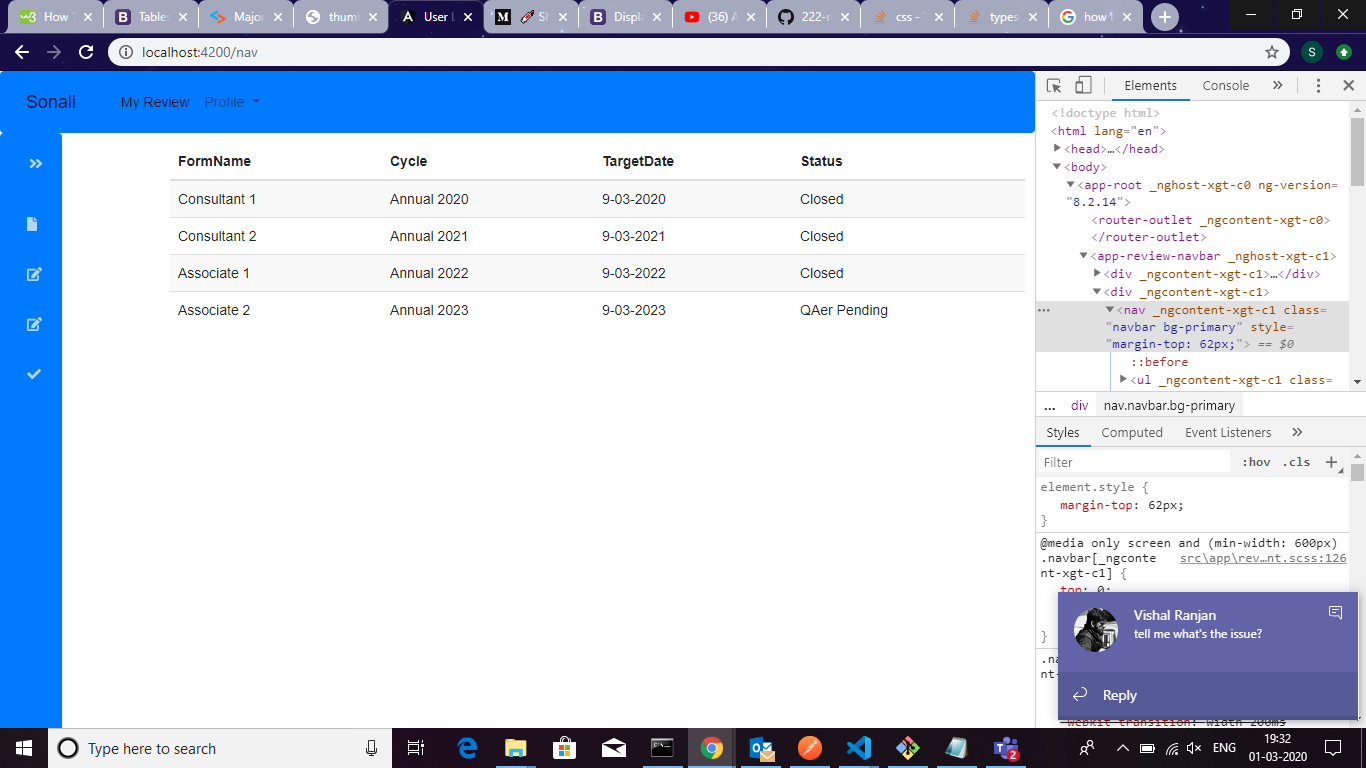 How T
Tables
Major
thum
User L
Sh
Displa
(36) A
222-r
css - T
types
how t
localhost:4200/nav
S
Sonali
My Review
Profile
FormName Cycle TargetDate Status
Consultant 1 Annual 2020 9-03-2020 Closed
Consultant 2 Annual 2021 9-03-2021 Closed
Associate 1 Annual 2022 9-03-2022 Closed
Associate 2 Annual 2023 9-03-2023 QAer Pending
Elements Console »
<!doctype html>
<html lang="en">
<head>…</head>
<body>
<app-root _nghost-xgt-c0 ng-version=
"8.2.14">
<router-outlet _ngcontent-xgt-c0>
</router-outlet>
<app-review-navbar _nghost-xgt-c1>
<div _ngcontent-xgt-c1>…</div>
<div _ngcontent-xgt-c1>
<nav _ngcontent-xgt-c1 class=
"navbar bg-primary" style=
"margin-top: 62px;"> == $0
::before
<ul _ngcontent-xgt-c1 class=
... div nav.navbar.bg-primary
Styles Computed Event Listeners »
Filter :hov .cls +
element.style {
margin-top: 62px;
}
@media only screen and (min-width: 600px)
.navbar[_ngconte src\app\rev…nt.scss:126
nt-xgt-c1] {
top: 0;
}
Vishal Ranjan
tell me what's the issue?
Reply
-webkit-transition: width 200ms
Type here to search
2
ENG
19:32
01-03-2020